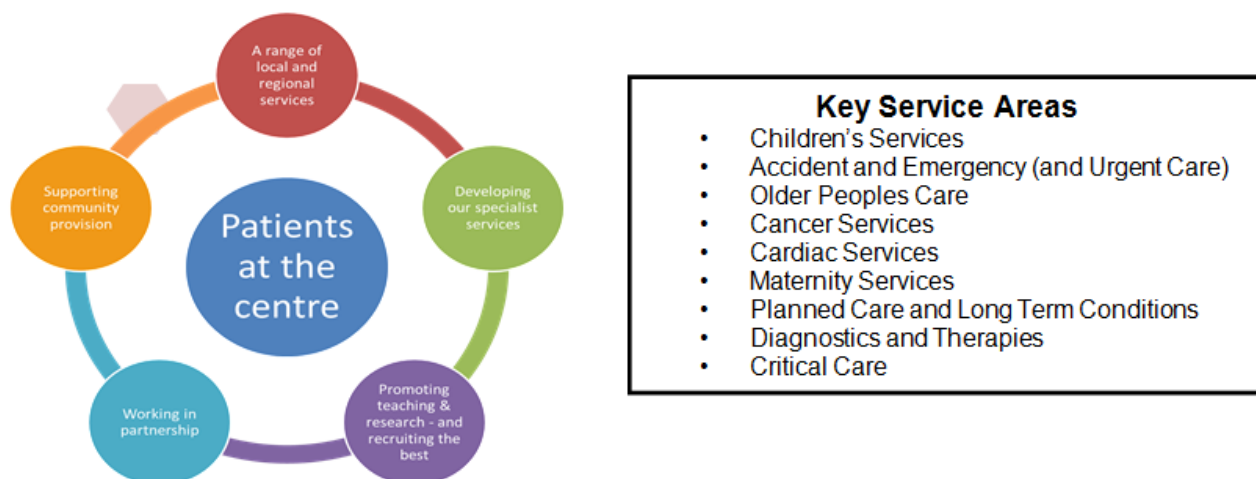 A range of
local and
regional
services
Developing
our specialist
services
Promoting
teaching &
research - and
recruiting the
best
Working in
partnership
Supporting
community
provision
Patients
at the
centre
Key Service Areas
• Children's Services
• Accident and Emergency (and Urgent Care)
• Older Peoples Care
• Cancer Services
• Cardiac Services
• Maternity Services
• Planned Care and Long Term Conditions
• Diagnostics and Therapies
• Critical Care